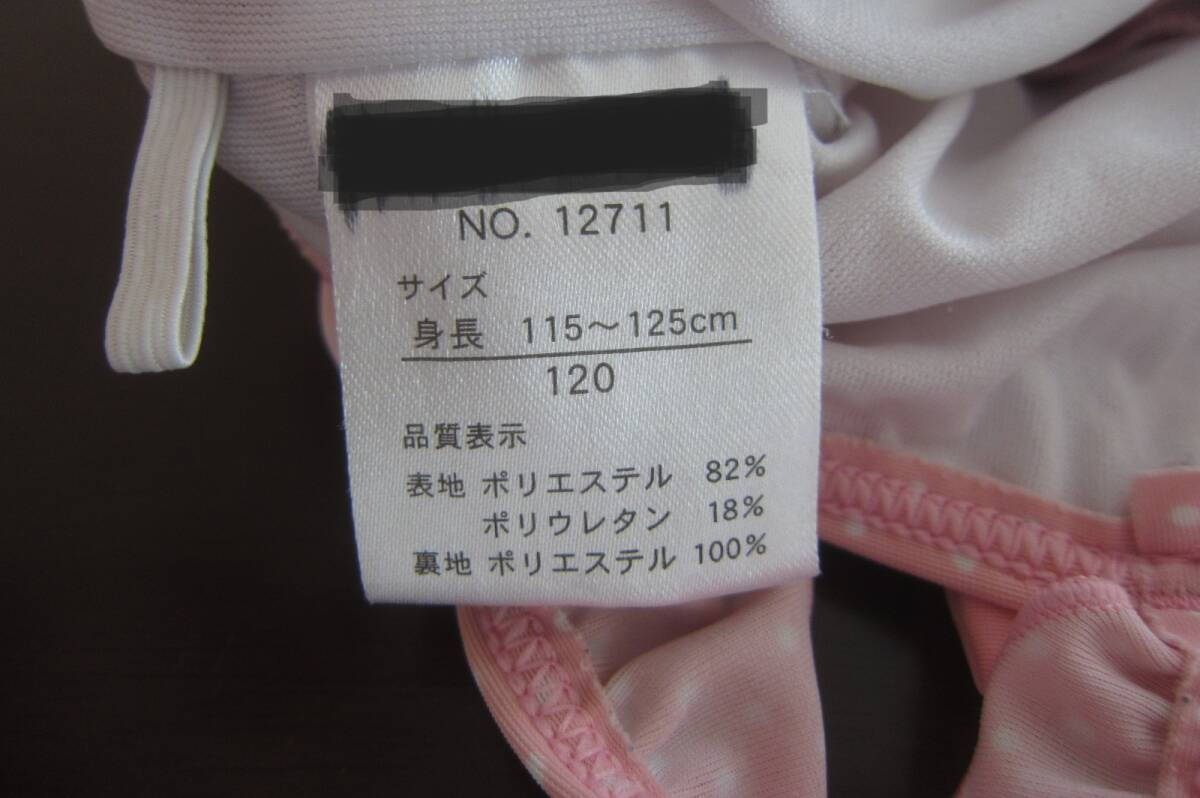 NO. 12711
サイズ
身長 115～125cm
120
品質表示
表地 ポリエステル 82%
ポリウレタン 18%
裏地 ポリエステル 100%